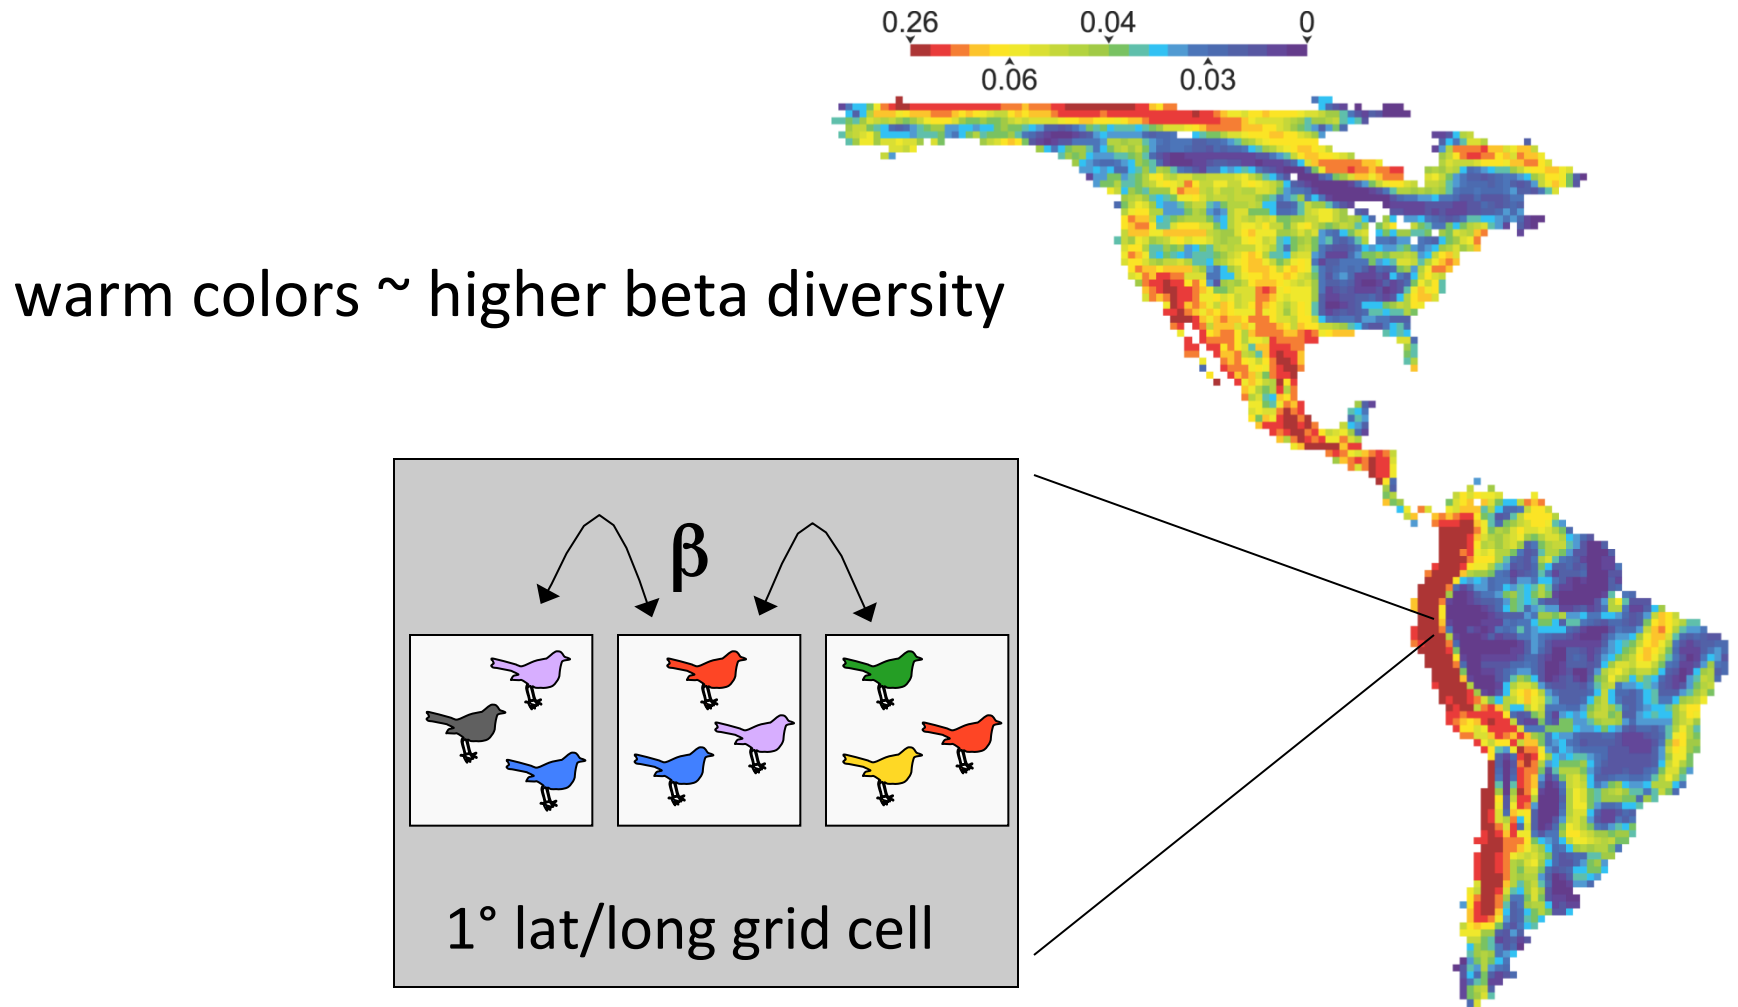 0.26 0.04 0
0.06 0.03
warm colors ~ higher beta diversity
β
1° lat/long grid cell